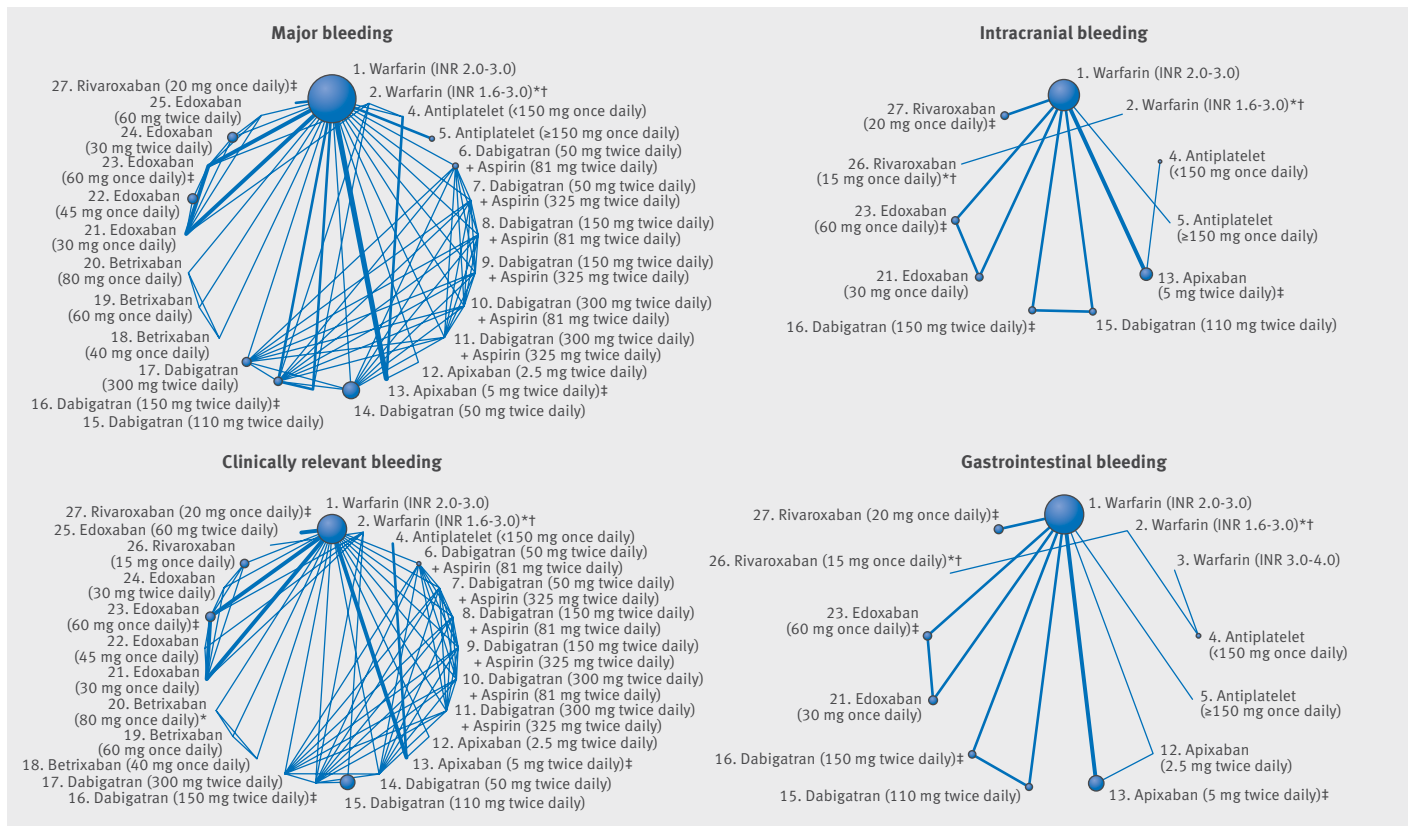 Major bleeding
1. Warfarin (INR 2.0-3.0)
2. Warfarin (INR 1.6-3.0)*†
4. Antiplatelet (<150 mg once daily)
5. Antiplatelet (≥150 mg once daily)
6. Dabigatran (50 mg twice daily)
+ Aspirin (81 mg twice daily)
7. Dabigatran (50 mg twice daily)
+ Aspirin (325 mg twice daily)
8. Dabigatran (150 mg twice daily)
+ Aspirin (81 mg twice daily)
9. Dabigatran (150 mg twice daily)
+ Aspirin (325 mg twice daily)
10. Dabigatran (300 mg twice daily)
+ Aspirin (81 mg twice daily)
11. Dabigatran (300 mg twice daily)
+ Aspirin (325 mg twice daily)
12. Apixaban (2.5 mg twice daily)
13. Apixaban (5 mg twice daily)‡
14. Dabigatran (50 mg twice daily)
15. Dabigatran (110 mg twice daily)
16. Dabigatran (150 mg twice daily)‡
17. Dabigatran
(300 mg twice daily)
18. Betrixaban
(40 mg once daily)
19. Betrixaban
(60 mg once daily)
20. Betrixaban
(80 mg once daily)
21. Edoxaban
(30 mg once daily)
22. Edoxaban
(45 mg once daily)
23. Edoxaban
(60 mg once daily)‡
24. Edoxaban
(30 mg twice daily)
25. Edoxaban
(60 mg twice daily)
27. Rivaroxaban (20 mg once daily)‡
Intracranial bleeding
1. Warfarin (INR 2.0-3.0)
2. Warfarin (INR 1.6-3.0)*†
4. Antiplatelet
(<150 mg once daily)
5. Antiplatelet
(≥150 mg once daily)
13. Apixaban
(5 mg twice daily)‡
15. Dabigatran (110 mg twice daily)
16. Dabigatran (150 mg twice daily)‡
21. Edoxaban
(30 mg once daily)
23. Edoxaban
(60 mg once daily)‡
26. Rivaroxaban
(15 mg once daily)*†
27. Rivaroxaban
(20 mg once daily)‡
Clinically relevant bleeding
1. Warfarin (INR 2.0-3.0)
2. Warfarin (INR 1.6-3.0)*†
4. Antiplatelet (<150 mg once daily)
6. Dabigatran (50 mg twice daily)
+ Aspirin (81 mg twice daily)
7. Dabigatran (50 mg twice daily)
+ Aspirin (325 mg twice daily)
8. Dabigatran (150 mg twice daily)
+ Aspirin (81 mg twice daily)
9. Dabigatran (150 mg twice daily)
+ Aspirin (325 mg twice daily)
10. Dabigatran (300 mg twice daily)
+ Aspirin (81 mg twice daily)
11. Dabigatran (300 mg twice daily)
+ Aspirin (325 mg twice daily)
12. Apixaban (2.5 mg twice daily)
13. Apixaban (5 mg twice daily)‡
14. Dabigatran (50 mg twice daily)
15. Dabigatran (110 mg twice daily)
16. Dabigatran (150 mg twice daily)‡
17. Dabigatran (300 mg twice daily)
18. Betrixaban (40 mg once daily)
19. Betrixaban
(60 mg once daily)
20. Betrixaban
(80 mg once daily)*
21. Edoxaban
(30 mg once daily)
22. Edoxaban
(45 mg once daily)
23. Edoxaban
(60 mg once daily)‡
24. Edoxaban
(30 mg twice daily)
26. Rivaroxaban
(15 mg once daily)
25. Edoxaban (60 mg twice daily)
27. Rivaroxaban (20 mg once daily)‡
Gastrointestinal bleeding
1. Warfarin (INR 2.0-3.0)
2. Warfarin (INR 1.6-3.0)*†
3. Warfarin (INR 3.0-4.0)
4. Antiplatelet
(<150 mg once daily)
5. Antiplatelet
(≥150 mg once daily)
12. Apixaban
(2.5 mg twice daily)
13. Apixaban (5 mg twice daily)‡
15. Dabigatran (110 mg twice daily)
16. Dabigatran (150 mg twice daily)‡
21. Edoxaban
(30 mg once daily)
23. Edoxaban
(60 mg once daily)‡
26. Rivaroxaban (15 mg once daily)*†
27. Rivaroxaban (20 mg once daily)‡